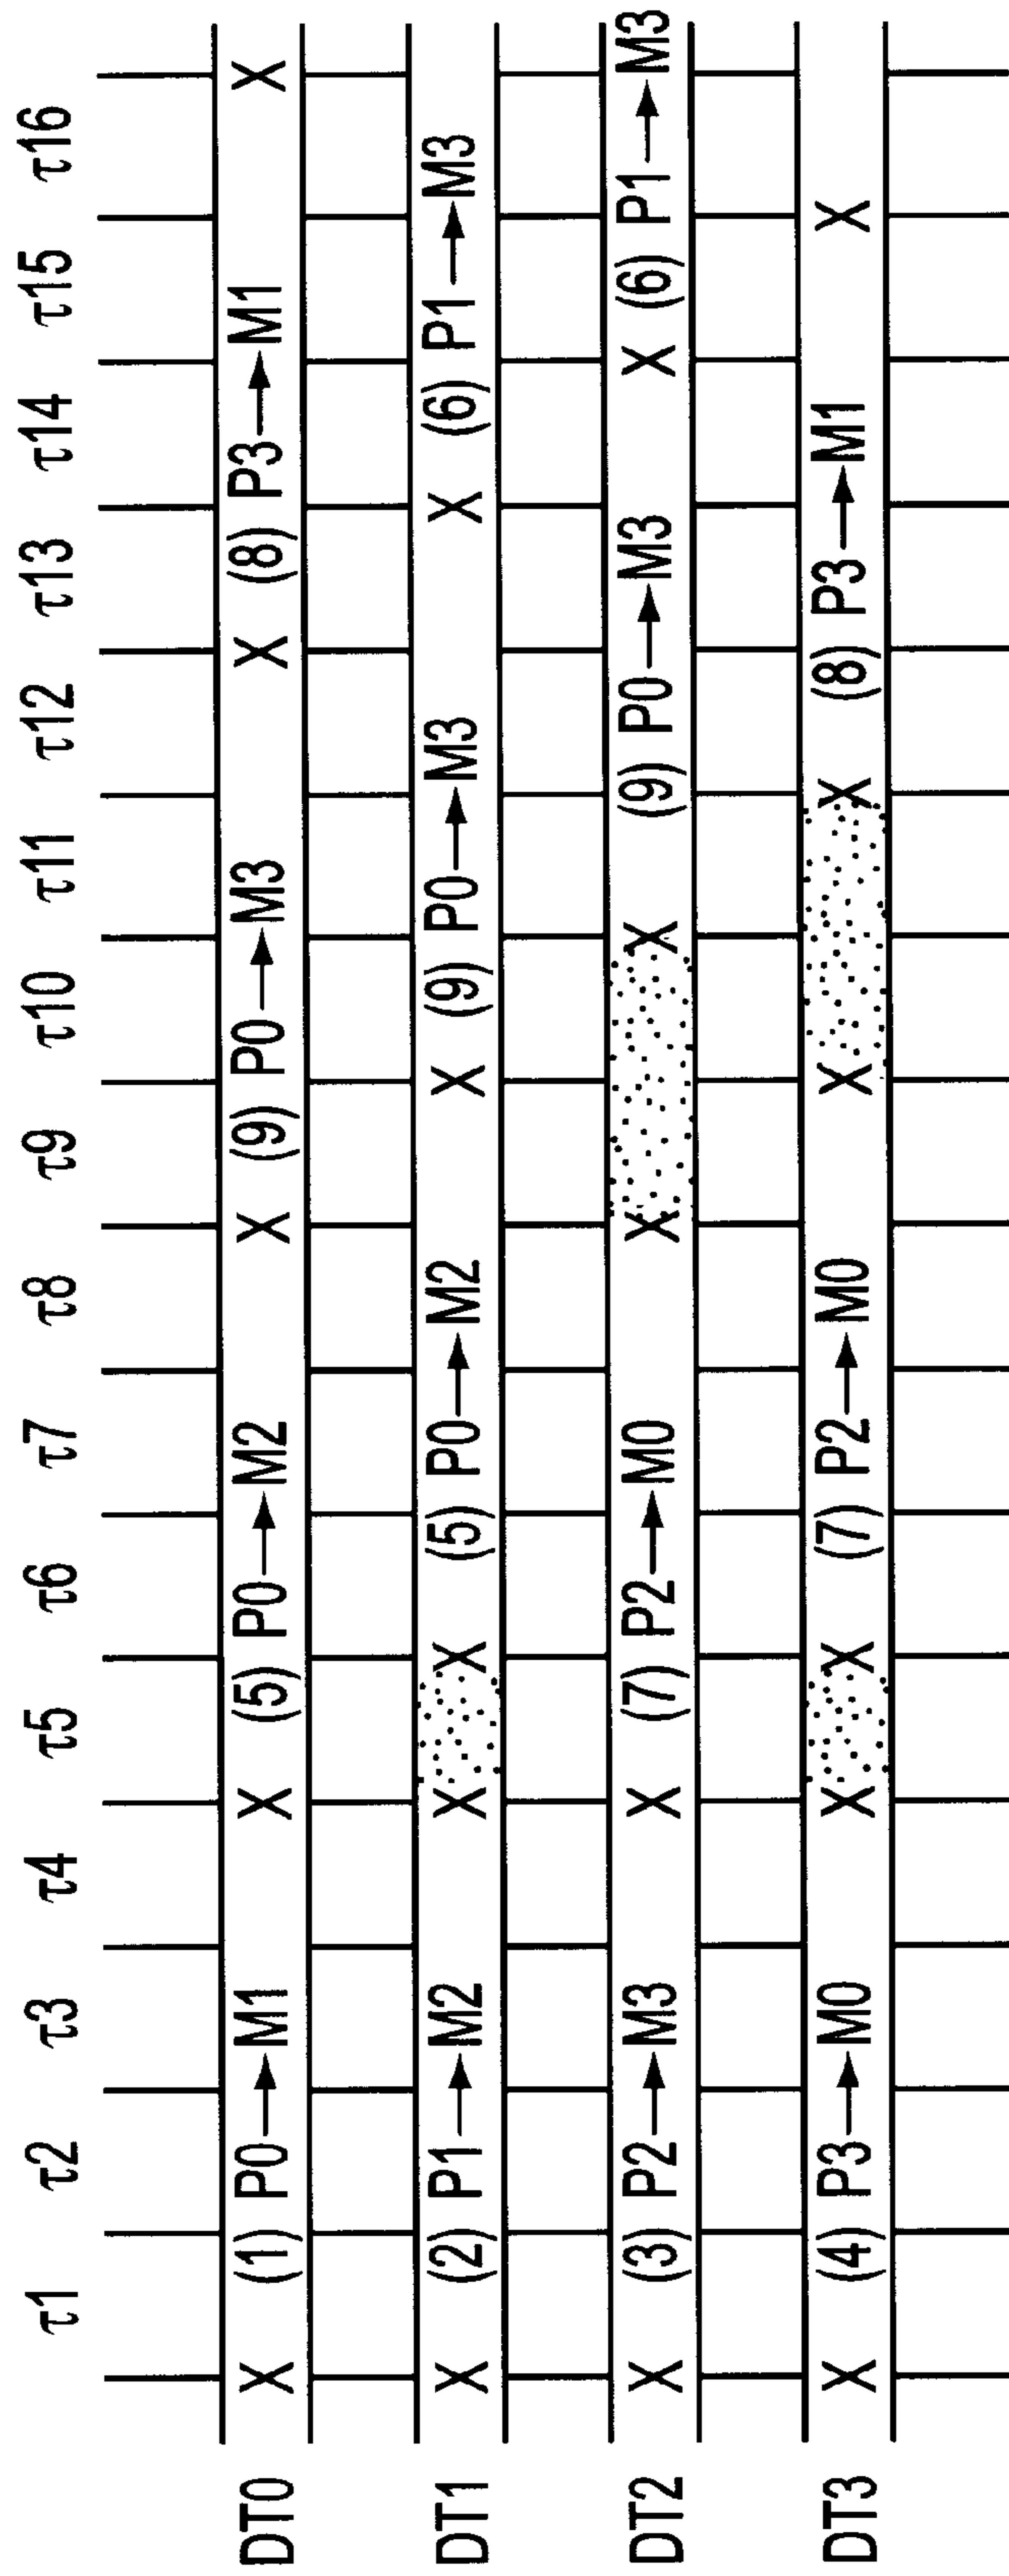 τ1 τ2 τ3 τ4 τ5 τ6 τ7 τ8 τ9 τ10 τ11 τ12 τ13 τ14 τ15 τ16
DT0 X (1) P0→M1 X (5) P0→M2 X (9) P0→M3 X (8) P3→M1 X
DT1 X (2) P1→M2 X X (5) P0→M2 X (9) P0→M3 X (6) P1→M3
DT2 X (3) P2→M3 X (7) P2→M0 X X (9) P0→M3 X (6) P1→M3
DT3 X (4) P3→M0 X X (7) P2→M0 X X (8) P3→M1 X